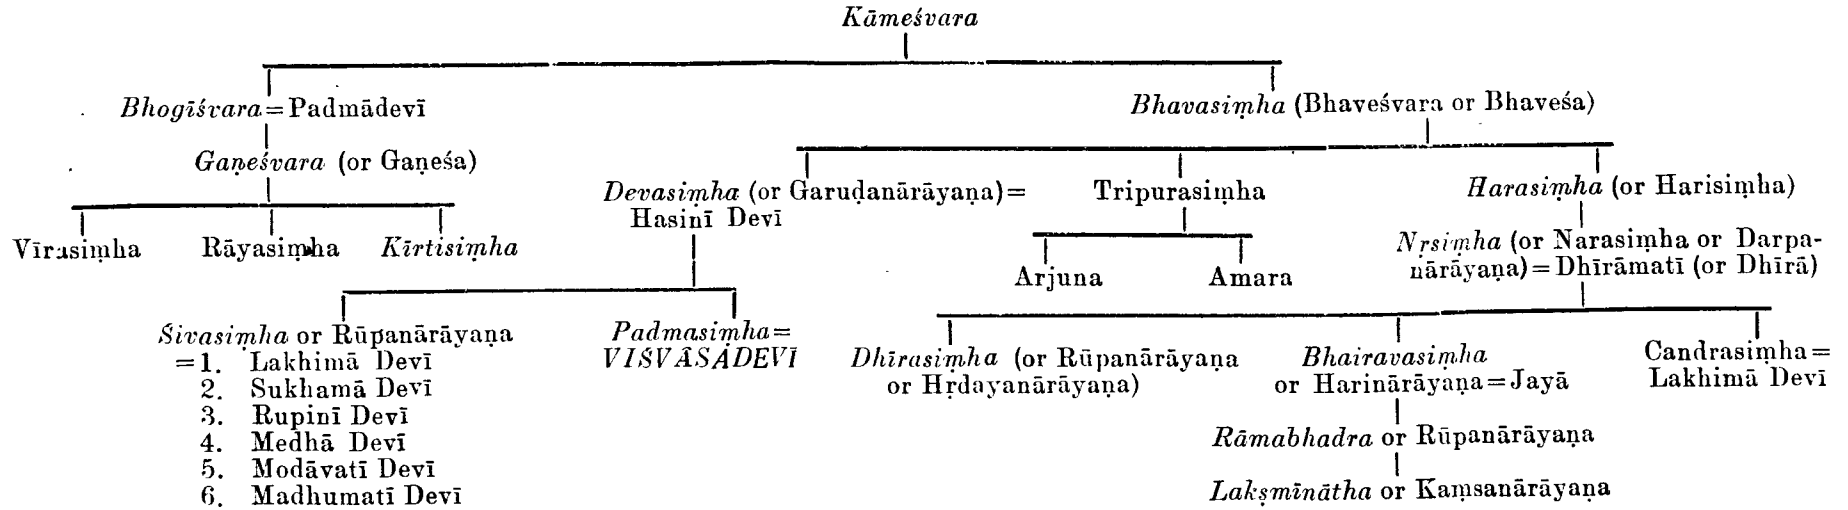 Kāmeśvara
Bhogīśvara=Padmādevī
Bhavasiṃha (Bhaveśvara or Bhaveśa)
Gaṇeśvara (or Gaṇeśa)
Devasiṃha (or Garuḍanārāyaṇa)=
Hasinī Devī
Tripurasiṃha
Harasiṃha (or Harisiṃha)
Vīrasiṃha
Rāyasiṃha
Kīrtisiṃha
Arjuna
Amara
Nṛsiṃha (or Narasiṃha or Darpa-
nārāyaṇa)=Dhīrāmatī (or Dhīrā)
Śivasiṃha or Rūpanārāyaṇa
=1. Lakhimā Devī
2. Sukhamā Devī
3. Rupinī Devī
4. Medhā Devī
5. Modāvatī Devī
6. Madhumatī Devī
Padmasiṃha=
VIŚVĀSADEVĪ
Dhīrasiṃha (or Rūpanārāyaṇa
or Hṛdayanārāyaṇa)
Bhairavasiṃha
or Harinārāyaṇa=Jayā
Candrasiṃha=
Lakhimā Devī
Rāmabhadra or Rūpanārāyaṇa
Lakṣmīnātha or Kaṃsanārāyaṇa